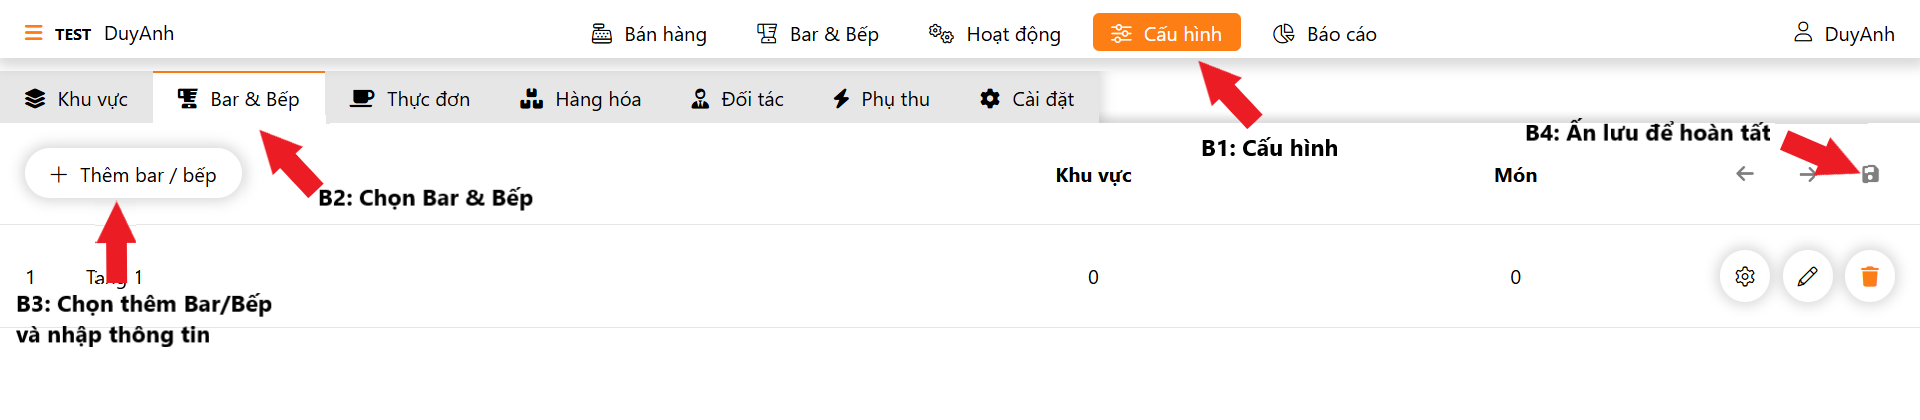 TEST DuyAnh Bán hàng Bar & Bếp Hoạt động Cấu hình Báo cáo DuyAnh
Khu vực Bar & Bếp Thực đơn Hàng hóa Đối tác Phụ thu Cài đặt
B1: Cấu hình
B4: Ấn lưu để hoàn tất
Thêm bar / bếp Khu vực Món
B2: Chọn Bar & Bếp
1 Tầng 1 0 0
B3: Chọn thêm Bar/Bếp
và nhập thông tin